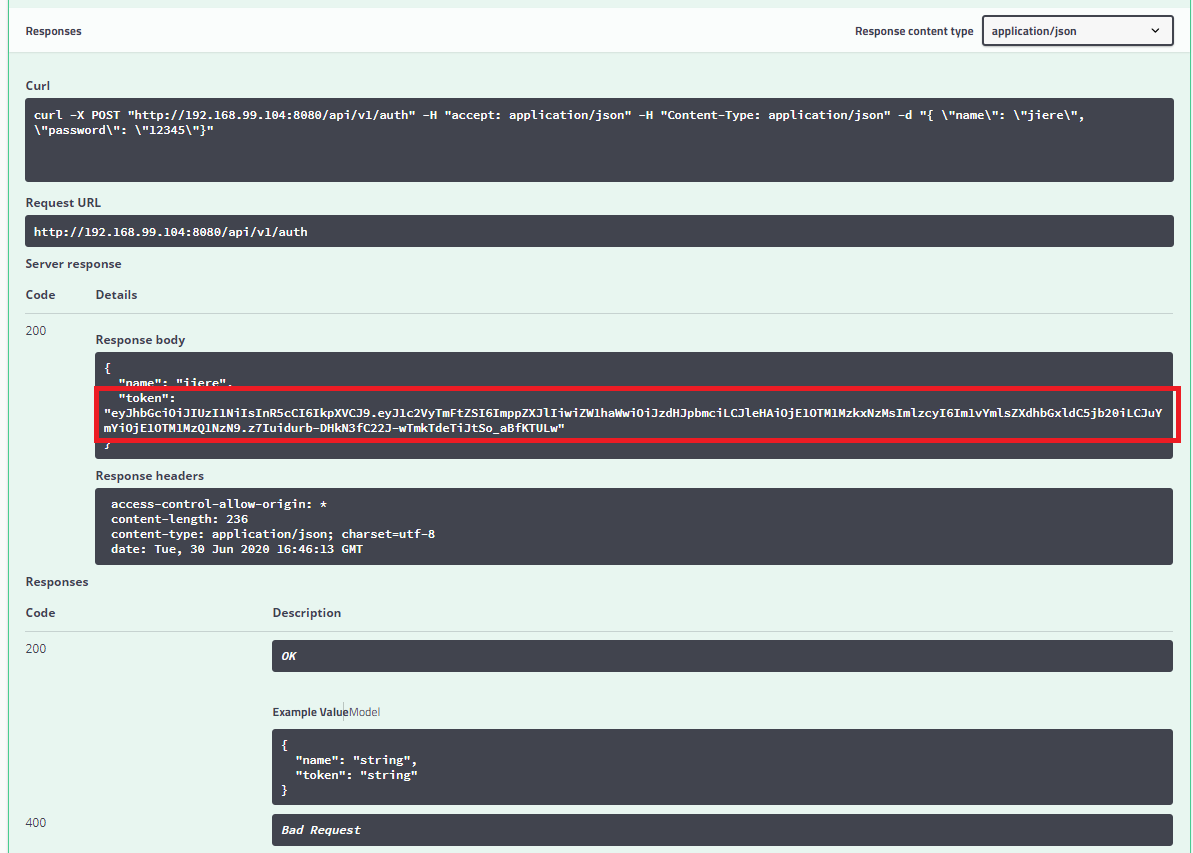 Responses
Response content type
application/json
Curl
curl -X POST "http://192.168.99.104:8080/api/v1/auth" -H "accept: application/json" -H "Content-Type: application/json" -d "{ \"name\": \"jiere\",
\"password\": \"12345\"}"
Request URL
http://192.168.99.104:8080/api/v1/auth
Server response
Code Details
200
Response body
{
"name": "jiere",
"token":
"eyJhbGciOiJIUzI1NiIsInR5cCI6IkpXVCJ9.eyJ1c2VyTmFtZSI6ImppZXJlIiwiZW1haWwiOiJzdHJpbmciLCJleHAiOjE1OTM1MzkxNzMsImlzcyI6Im1vYmlsZXdhbGxldC5jb20iLCJuY
mYiOjE1OTM1MzQ1NzN9.z7Iuidurb-DHkN3fC22J-wTmkTdeTiJtSo_aBfKTULw"
}
Response headers
access-control-allow-origin: *
content-length: 236
content-type: application/json; charset=utf-8
date: Tue, 30 Jun 2020 16:46:13 GMT
Responses
Code Description
200
OK
Example Value Model
{
"name": "string",
"token": "string"
}
400
Bad Request